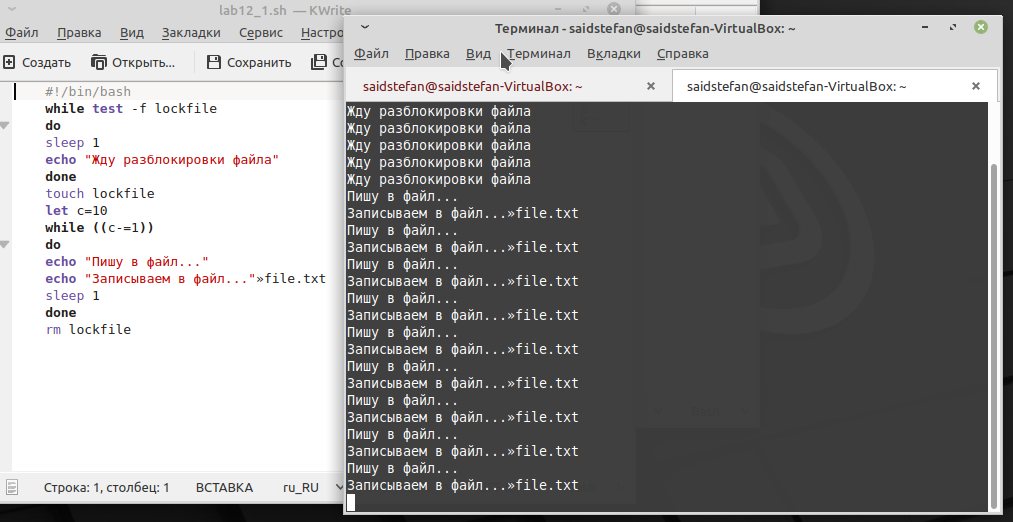 lab12_1.sh — KWrite
Файл Правка Вид Закладки Сервис
Создать Открыть... Сохранить
#!/bin/bash
while test -f lockfile
do
sleep 1
echo "Жду разблокировки файла"
done
touch lockfile
let c=10
while ((c-=1))
do
echo "Пишу в файл..."
echo "Записываем в файл..."»file.txt
sleep 1
done
rm lockfile
Строка: 1, столбец: 1 ВСТАВКА ru_RU
Терминал - saidstefan@saidstefan-VirtualBox: ~
Файл Правка Вид Терминал Вкладки Справка
saidstefan@saidstefan-VirtualBox: ~ saidstefan@saidstefan-VirtualBox: ~
Жду разблокировки файла
Жду разблокировки файла
Жду разблокировки файла
Жду разблокировки файла
Жду разблокировки файла
Пишу в файл...
Записываем в файл...»file.txt
Пишу в файл...
Записываем в файл...»file.txt
Пишу в файл...
Записываем в файл...»file.txt
Пишу в файл...
Записываем в файл...»file.txt
Пишу в файл...
Записываем в файл...»file.txt
Пишу в файл...
Записываем в файл...»file.txt
Пишу в файл...
Записываем в файл...»file.txt
Пишу в файл...
Записываем в файл...»file.txt
Пишу в файл...
Записываем в файл...»file.txt